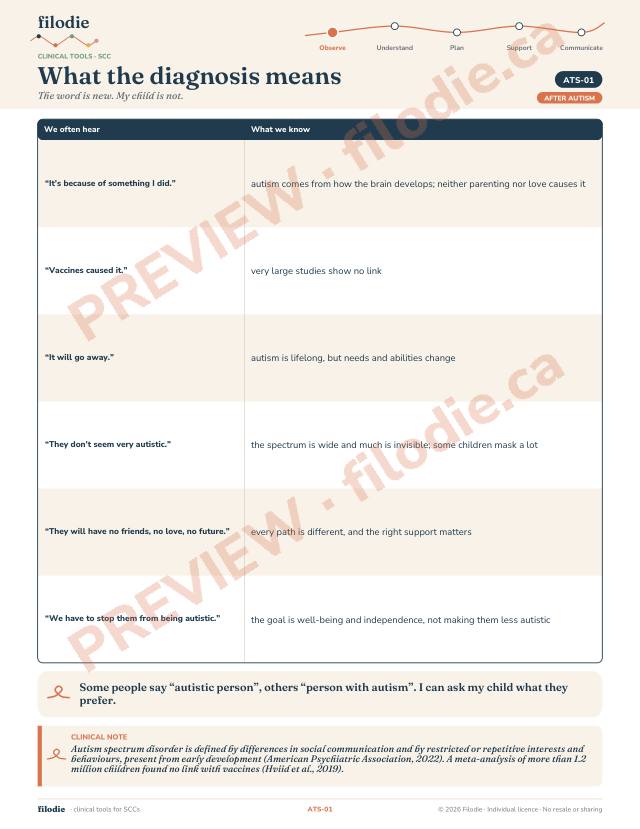 filodie
CLINICAL TOOLS · SCC
Observe Understand Plan Support Communicate
What the diagnosis means
The word is new. My child is not.
ATS-01
AFTER AUTISM
We often hear What we know
“It’s because of something I did.” autism comes from how the brain develops; neither parenting nor love causes it
“Vaccines caused it.” very large studies show no link
“It will go away.” autism is lifelong, but needs and abilities change
“They don’t seem very autistic.” the spectrum is wide and much is invisible; some children mask a lot
“They will have no friends, no love, no future.” every path is different, and the right support matters
“We have to stop them from being autistic.” the goal is well-being and independence, not making them less autistic
PREVIEW · filodie.ca
PREVIEW · filodie.ca
Some people say “autistic person”, others “person with autism”. I can ask my child what they
prefer.
CLINICAL NOTE
Autism spectrum disorder is defined by differences in social communication and by restricted or repetitive interests and
behaviours, present from early development (American Psychiatric Association, 2022). A meta-analysis of more than 1.2
million children found no link with vaccines (Hviid et al., 2019).
filodie · clinical tools for SCCs ATS-01 © 2026 Filodie · Individual licence · No resale or sharing